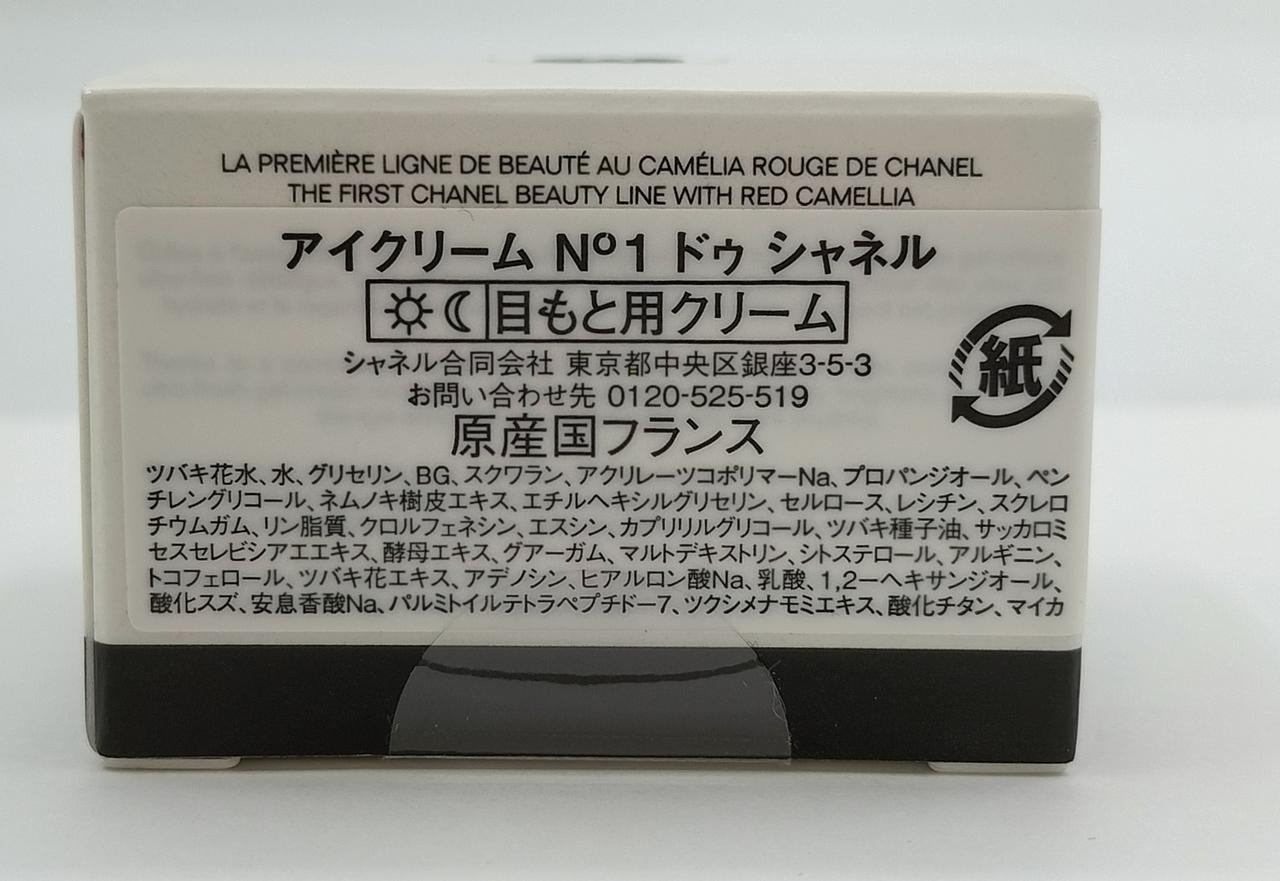 LA PREMIÈRE LIGNE DE BEAUTÉ AU CAMÉLIA ROUGE DE CHANEL
THE FIRST CHANEL BEAUTY LINE WITH RED CAMELLIA
アイクリーム Nº1 ドゥ シャネル
目もと用クリーム
シャネル合同会社 東京都中央区銀座3-5-3
お問い合わせ先 0120-525-519
原産国フランス
紙
ツバキ花水、水、グリセリン、BG、スクワラン、アクリレーツコポリマーNa、プロパンジオール、ペン
チレングリコール、ネムノキ樹皮エキス、エチルヘキシルグリセリン、セルロース、レシチン、スクレロ
チウムガム、リン脂質、クロルフェネシン、エスシン、カプリリルグリコール、ツバキ種子油、サッカロミ
セスセレビシアエエキス、酵母エキス、グアーガム、マルトデキストリン、シトステロール、アルギニン、
トコフェロール、ツバキ花エキス、アデノシン、ヒアルロン酸Na、乳酸、1,2ーヘキサンジオール、
酸化スズ、安息香酸Na、パルミトイルテトラペプチドー7、ツクシメナモミエキス、酸化チタン、マイカ